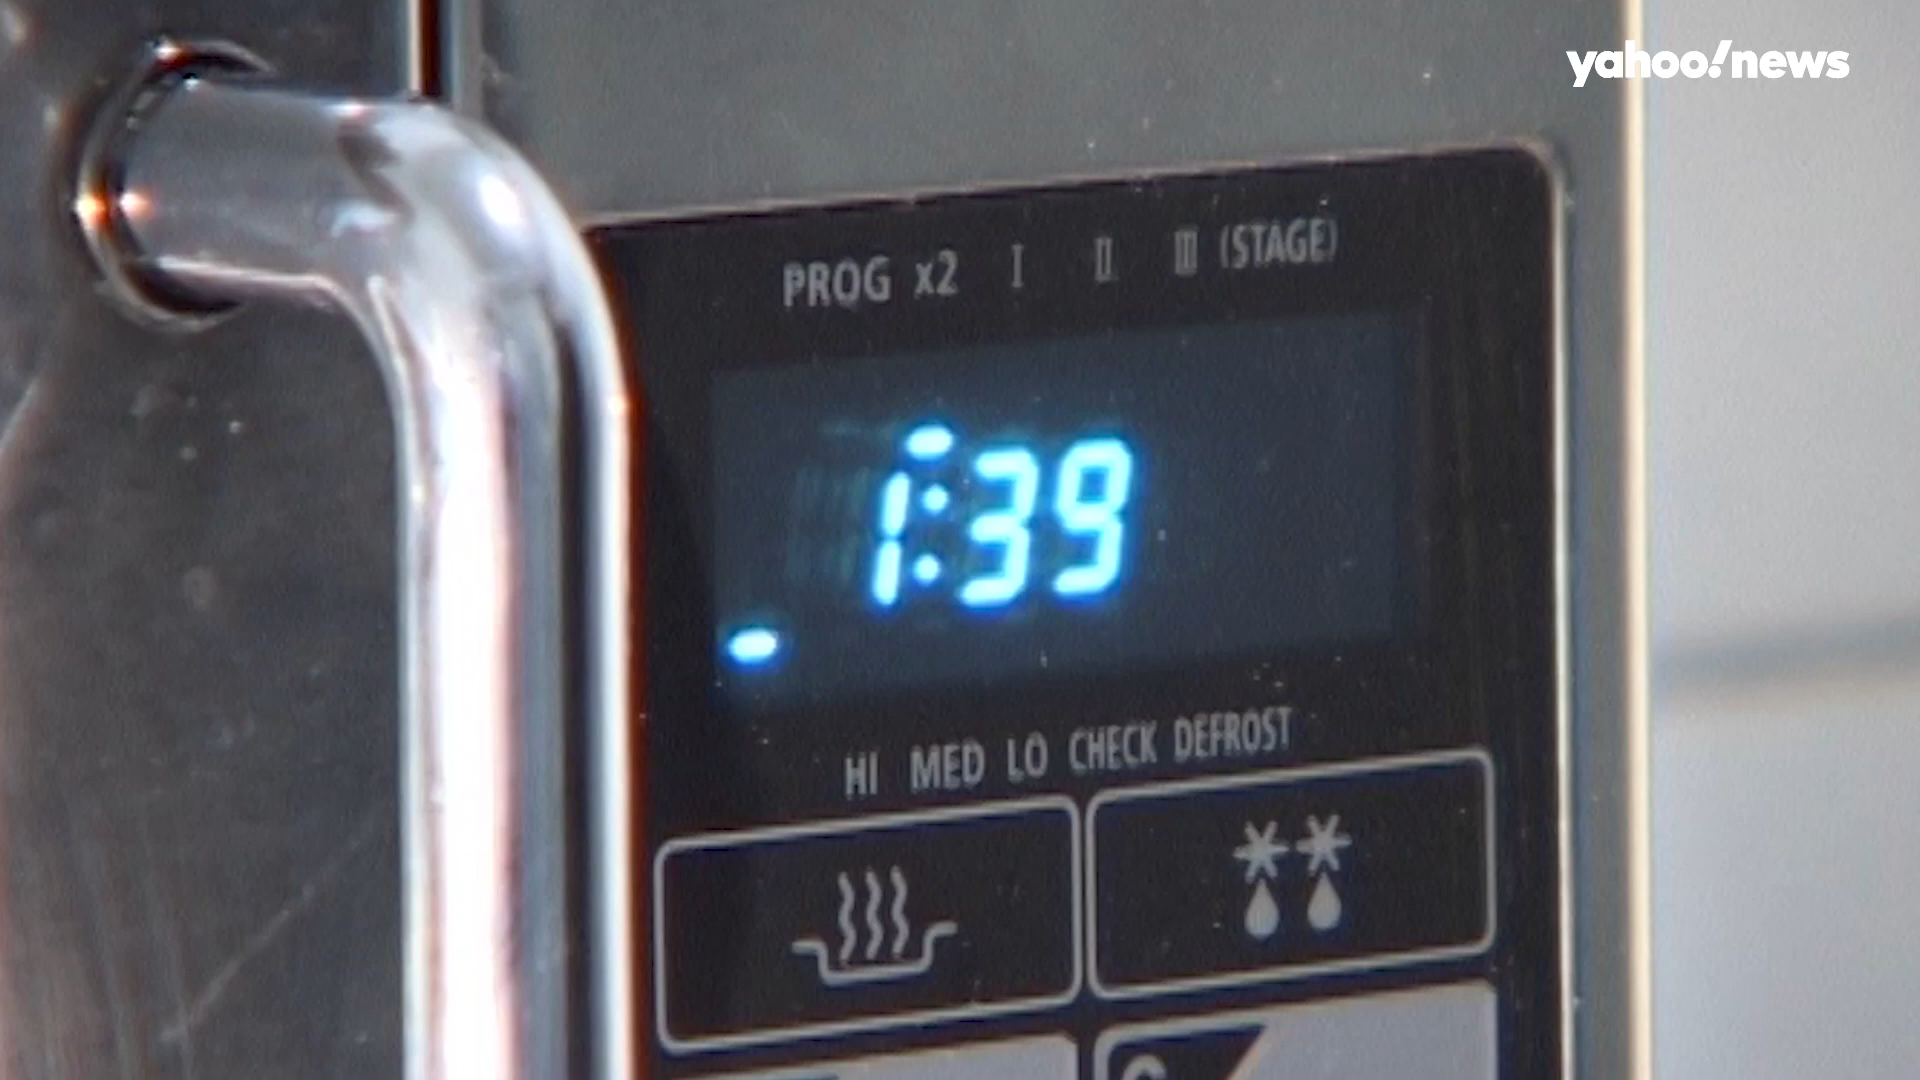 yahoo!news
PROG x2 I II III (STAGE)
1:39
HI MED LO CHECK DEFROST